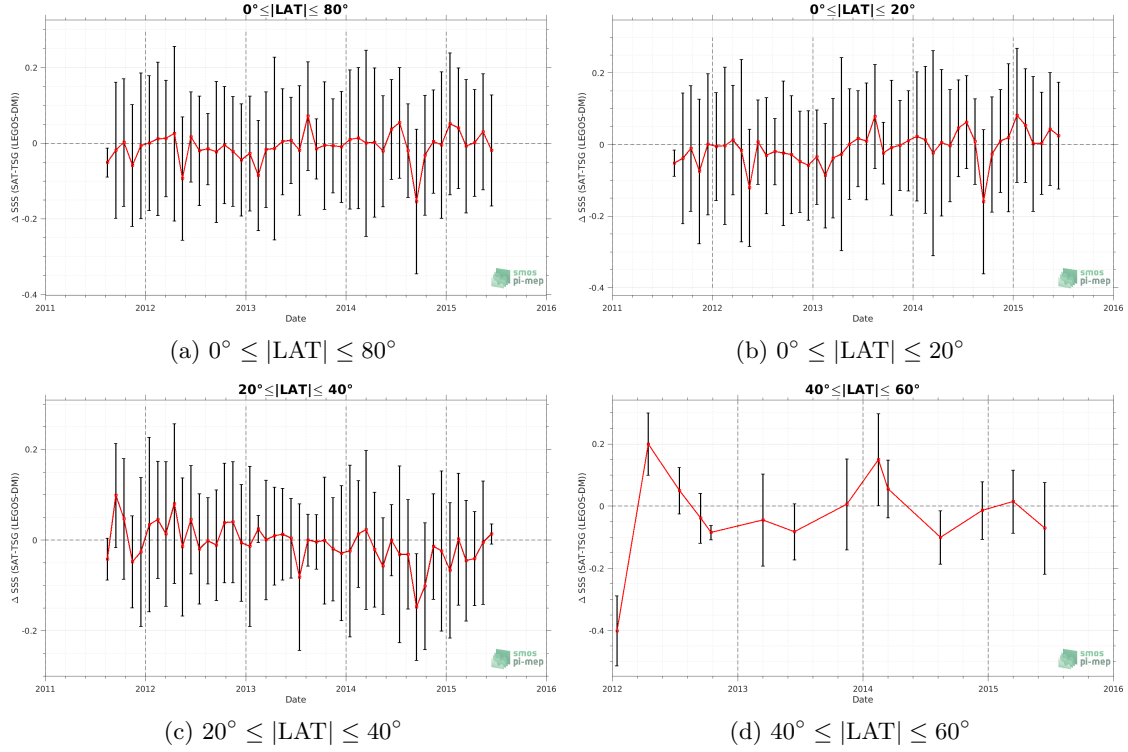 0°≤|LAT|≤ 80°
Δ SSS (SAT-TSG (LEGOS-DM))
0.2
0
-0.2
-0.4
2011 2012 2013 2014 2015 2016
Date
smos
pi-mep
(a) 0° ≤ |LAT| ≤ 80°
0°≤|LAT|≤ 20°
Δ SSS (SAT-TSG (LEGOS-DM))
0.2
0
-0.2
-0.4
2011 2012 2013 2014 2015 2016
Date
smos
pi-mep
(b) 0° ≤ |LAT| ≤ 20°
20°≤|LAT|≤ 40°
Δ SSS (SAT-TSG (LEGOS-DM))
0.2
0
-0.2
2011 2012 2013 2014 2015 2016
Date
smos
pi-mep
(c) 20° ≤ |LAT| ≤ 40°
40°≤|LAT|≤ 60°
Δ SSS (SAT-TSG (LEGOS-DM))
0.2
0
-0.2
-0.4
2012 2013 2014 2015 2016
Date
smos
pi-mep
(d) 40° ≤ |LAT| ≤ 60°